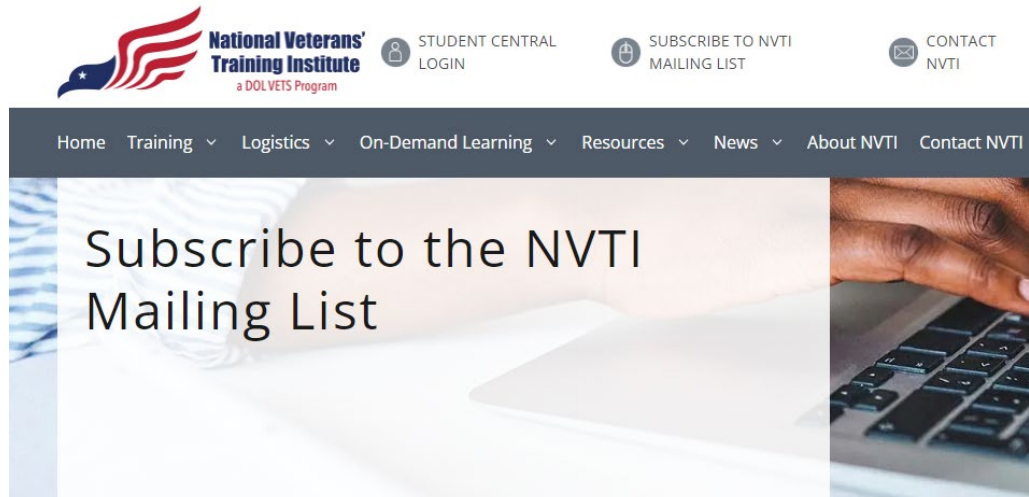 National Veterans'
Training Institute
a DOL VETS Program
STUDENT CENTRAL
LOGIN
SUBSCRIBE TO NVTI
MAILING LIST
CONTACT
NVTI
Home Training Logistics On-Demand Learning Resources News About NVTI Contact NVTI
Subscribe to the NVTI
Mailing List